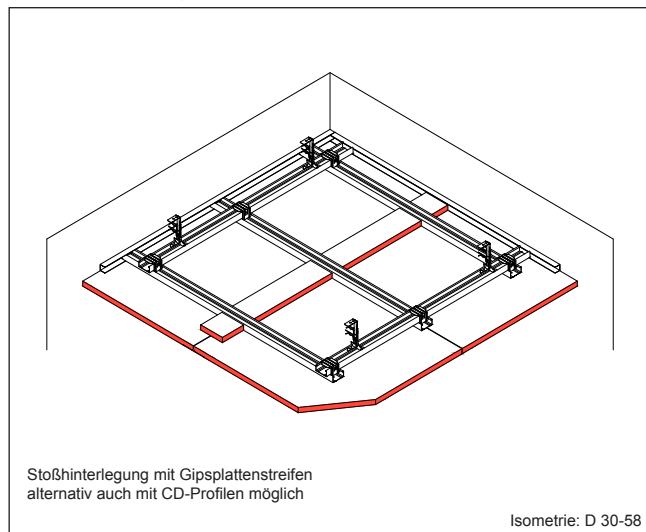 Stoßhinterlegung mit Gipsplattenstreifen
alternativ auch mit CD-Profilen möglich
Isometrie: D 30-58